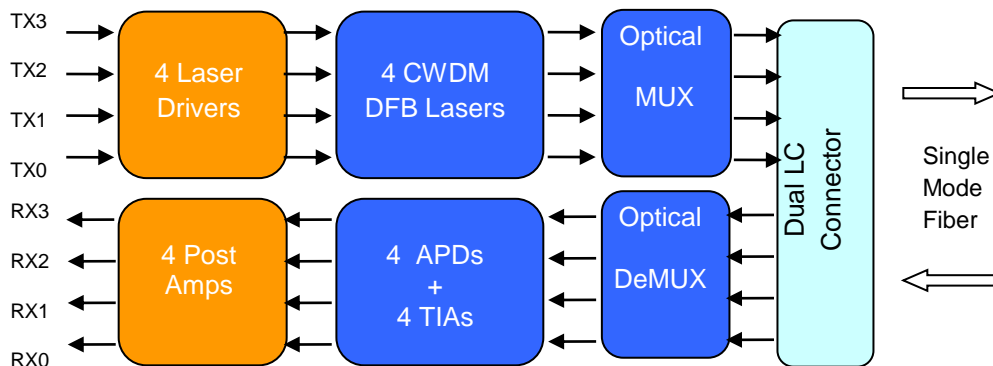 TX3
TX2
TX1
TX0
4 Laser
Drivers
4 CWDM
DFB Lasers
Optical
MUX
Dual LC
Connector
Single
Mode
Fiber
RX3
RX2
RX1
RX0
4 Post
Amps
4 APDs
+
4 TIAs
Optical
DeMUX